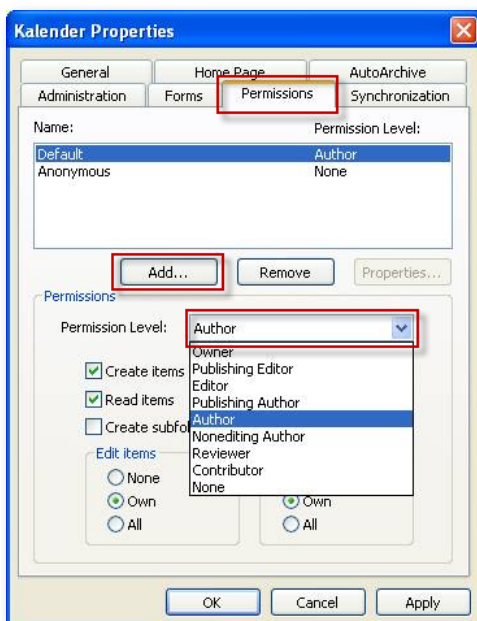 Kalender Properties
General Home Page AutoArchive
Administration Forms Permissions Synchronization
Name: Permission Level:
Default Author
Anonymous None
Add... Remove Properties...
Permissions
Permission Level: Author
Owner
Create items Publishing Editor
Editor
Read items Publishing Author
Author
Nonediting Author
Edit items Reviewer
Contributor
None None
Own Own
All All
OK Cancel Apply